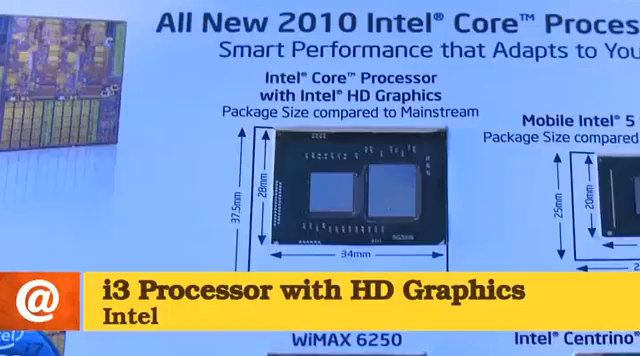 All New 2010 Intel® Core™ Proces
Smart Performance that Adapts to You
Intel® Core™ Processor
with Intel® HD Graphics
Package Size compared to Mainstream
Mobile Intel® 5
Package Size compared
37.5mm
28mm
34mm
25mm
20mm
2
@
i3 Processor with HD Graphics
Intel
WiMAX 6250
Intel® Centrino®
i7